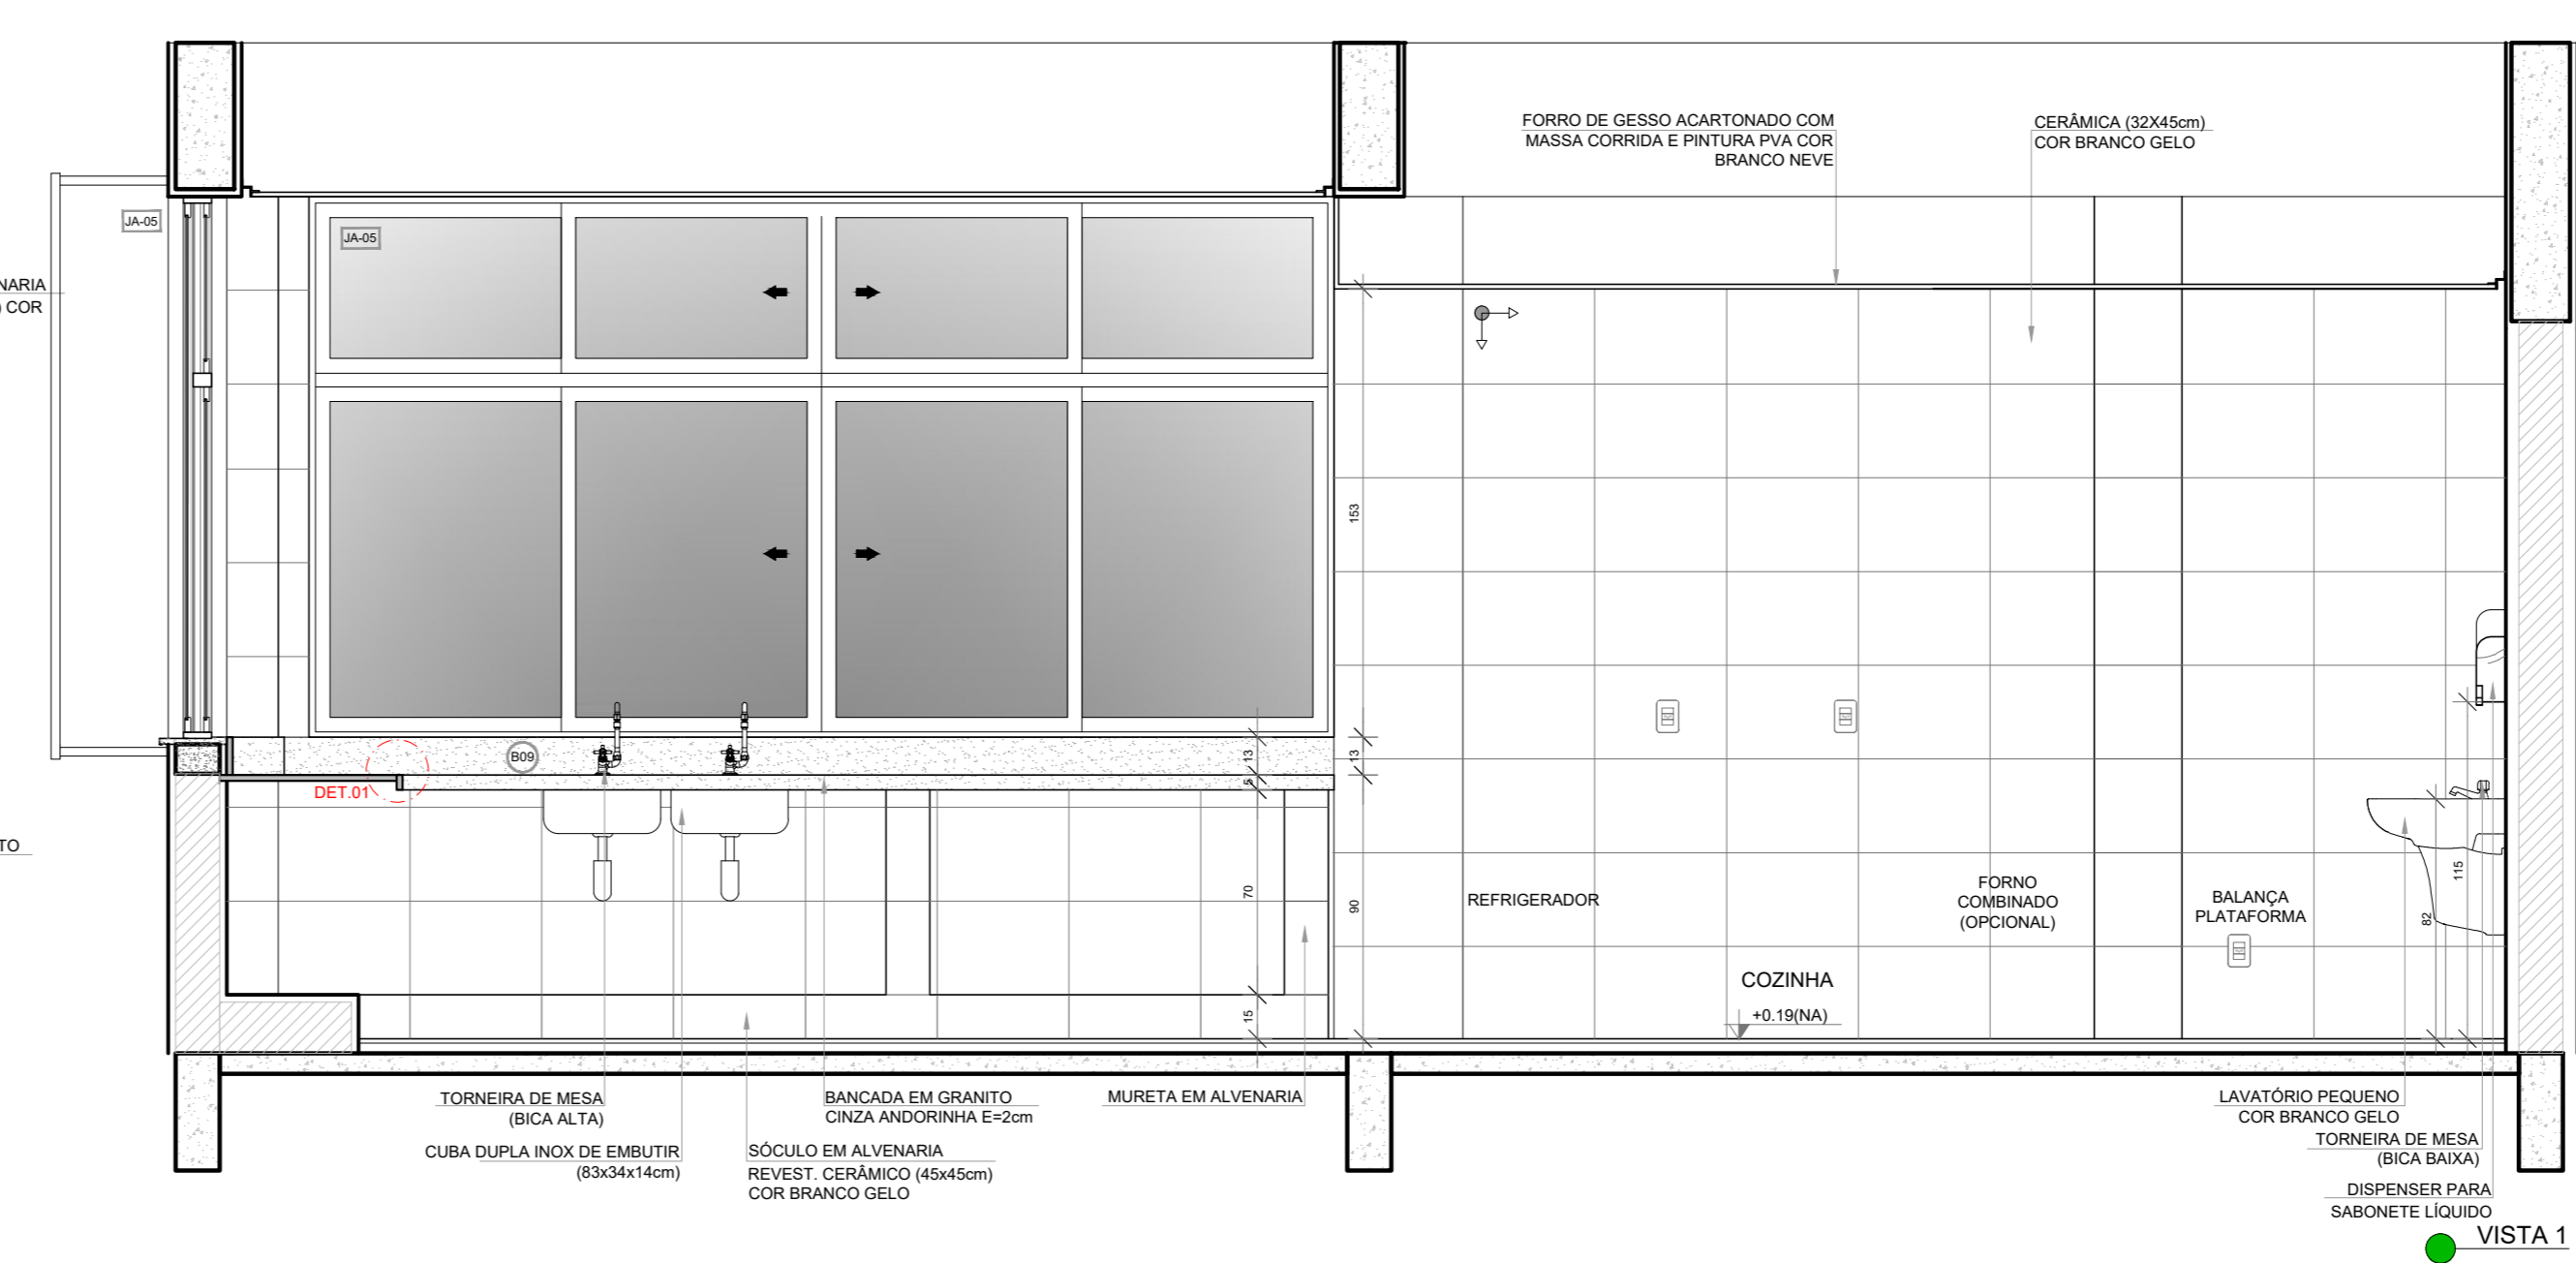 FORRO DE GESSO ACARTONADO COM
MASSA CORRIDA E PINTURA PVA COR
BRANCO NEVE
CERÂMICA (32X45cm)
COR BRANCO GELO
JA-05
JA-05
NARIA
) COR
153
13
13
5
B09
DET.01
TO
70
90
15
REFRIGERADOR
FORNO
COMBINADO
(OPCIONAL)
BALANÇA
PLATAFORMA
115
82
COZINHA
+0.19(NA)
TORNEIRA DE MESA
(BICA ALTA)
CUBA DUPLA INOX DE EMBUTIR
(83x34x14cm)
BANCADA EM GRANITO
CINZA ANDORINHA E=2cm
SÓCULO EM ALVENARIA
REVEST. CERÂMICO (45x45cm)
COR BRANCO GELO
MURETA EM ALVENARIA
LAVATÓRIO PEQUENO
COR BRANCO GELO
TORNEIRA DE MESA
(BICA BAIXA)
DISPENSER PARA
SABONETE LÍQUIDO
VISTA 1